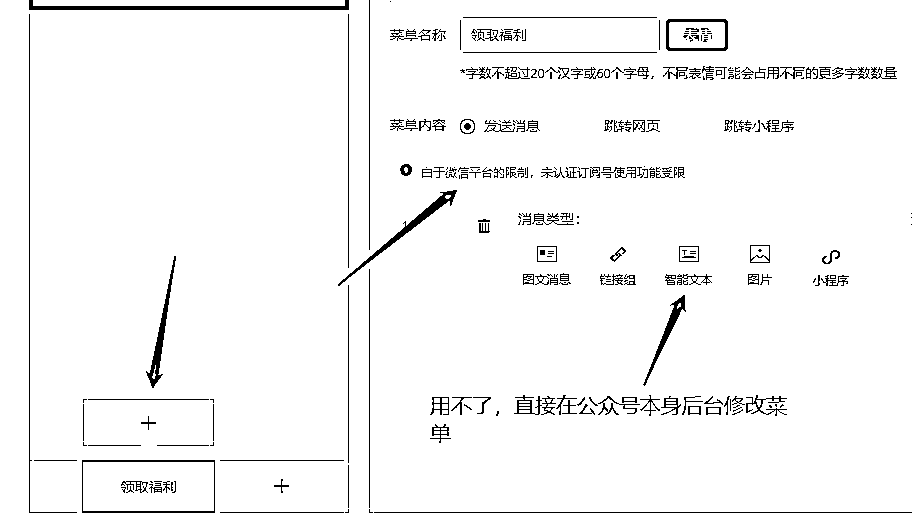 菜单名称
领取福利
表情
*字数不超过20个汉字或60个字母，不同表情可能会占用不同的更多字数数量
菜单内容
发送消息
跳转网页
跳转小程序
由于微信平台的限制，未认证订阅号使用功能受限
消息类型：
图文消息
链接组
智能文本
图片
小程序
用不了，直接在公众号本身后台修改菜
单
领取福利